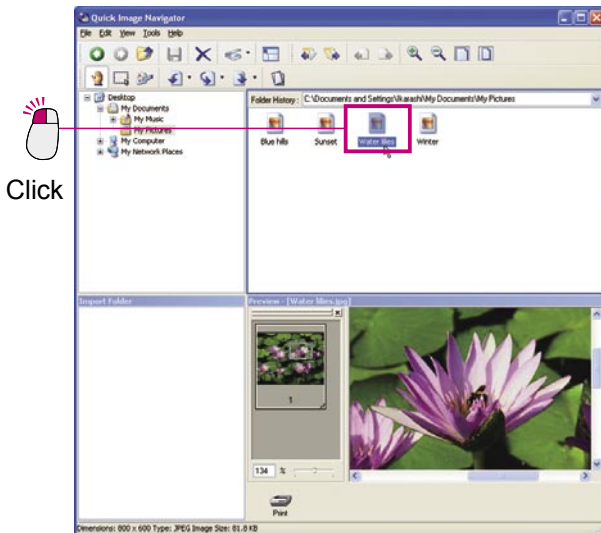 Quick Image Navigator
File Edit View Tools Help
Desktop
My Documents
My Music
My Pictures
My Computer
My Network Places
Folder History : C:\Documents and Settings\Ikarashi\My Documents\My Pictures
Blue hills Sunset Water lilies Winter
Click
Import Folder
Preview - [Water lilies.jpg]
1
134 %
Print
Dimensions: 800 x 600 Type: JPEG Image Size: 81.8 KB